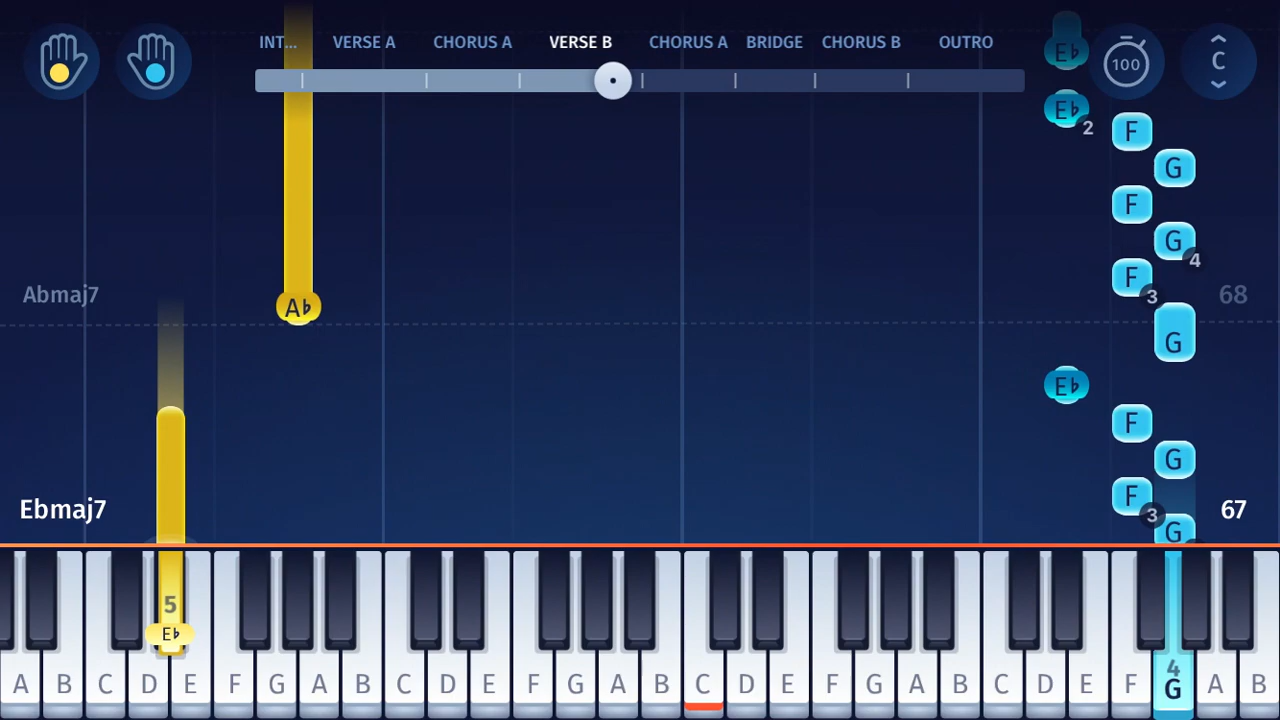 INT... VERSE A CHORUS A VERSE B CHORUS A BRIDGE CHORUS B OUTRO
E♭
100
C
E♭ 2
F
G
F
G 4
F 3
Abmaj7 68
A♭
G
E♭
F
G
F 3
Ebmaj7 67
G
5
E♭
4
A B C D E F G A B C D E F G A B C D E F G A B C D E F G A B